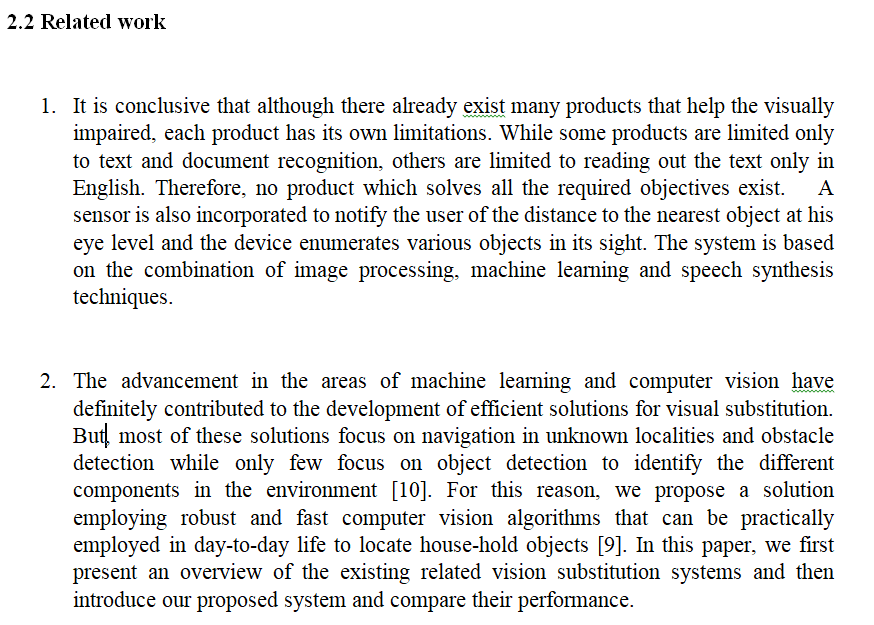 2.2 Related work
1. It is conclusive that although there already exist many products that help the visually
impaired, each product has its own limitations. While some products are limited only
to text and document recognition, others are limited to reading out the text only in
English. Therefore, no product which solves all the required objectives exist. A
sensor is also incorporated to notify the user of the distance to the nearest object at his
eye level and the device enumerates various objects in its sight. The system is based
on the combination of image processing, machine learning and speech synthesis
techniques.
2. The advancement in the areas of machine learning and computer vision have
definitely contributed to the development of efficient solutions for visual substitution.
But, most of these solutions focus on navigation in unknown localities and obstacle
detection while only few focus on object detection to identify the different
components in the environment [10]. For this reason, we propose a solution
employing robust and fast computer vision algorithms that can be practically
employed in day-to-day life to locate house-hold objects [9]. In this paper, we first
present an overview of the existing related vision substitution systems and then
introduce our proposed system and compare their performance.